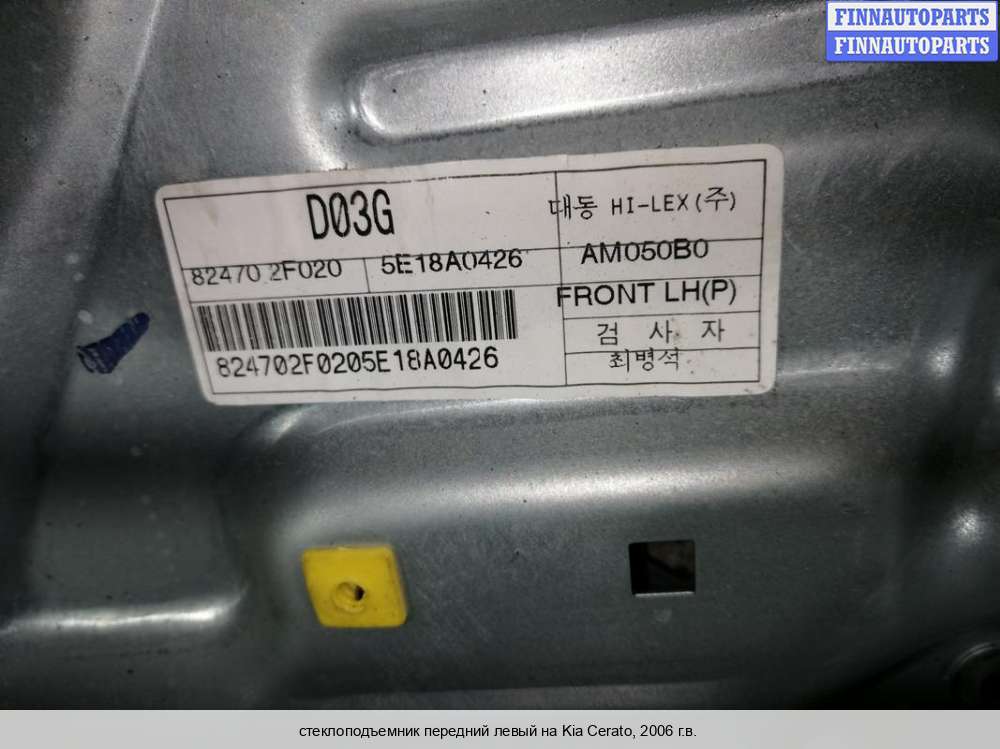 FINNAUTOPARTS
FINNAUTOPARTS
D03G
대동 HI-LEX(주)
82470 2F020 5E18A0426
AM050B0
FRONT LH(P)
824702F0205E18A0426
검 사 자
최병석
стеклоподъемник передний левый на Kia Cerato, 2006 г.в.